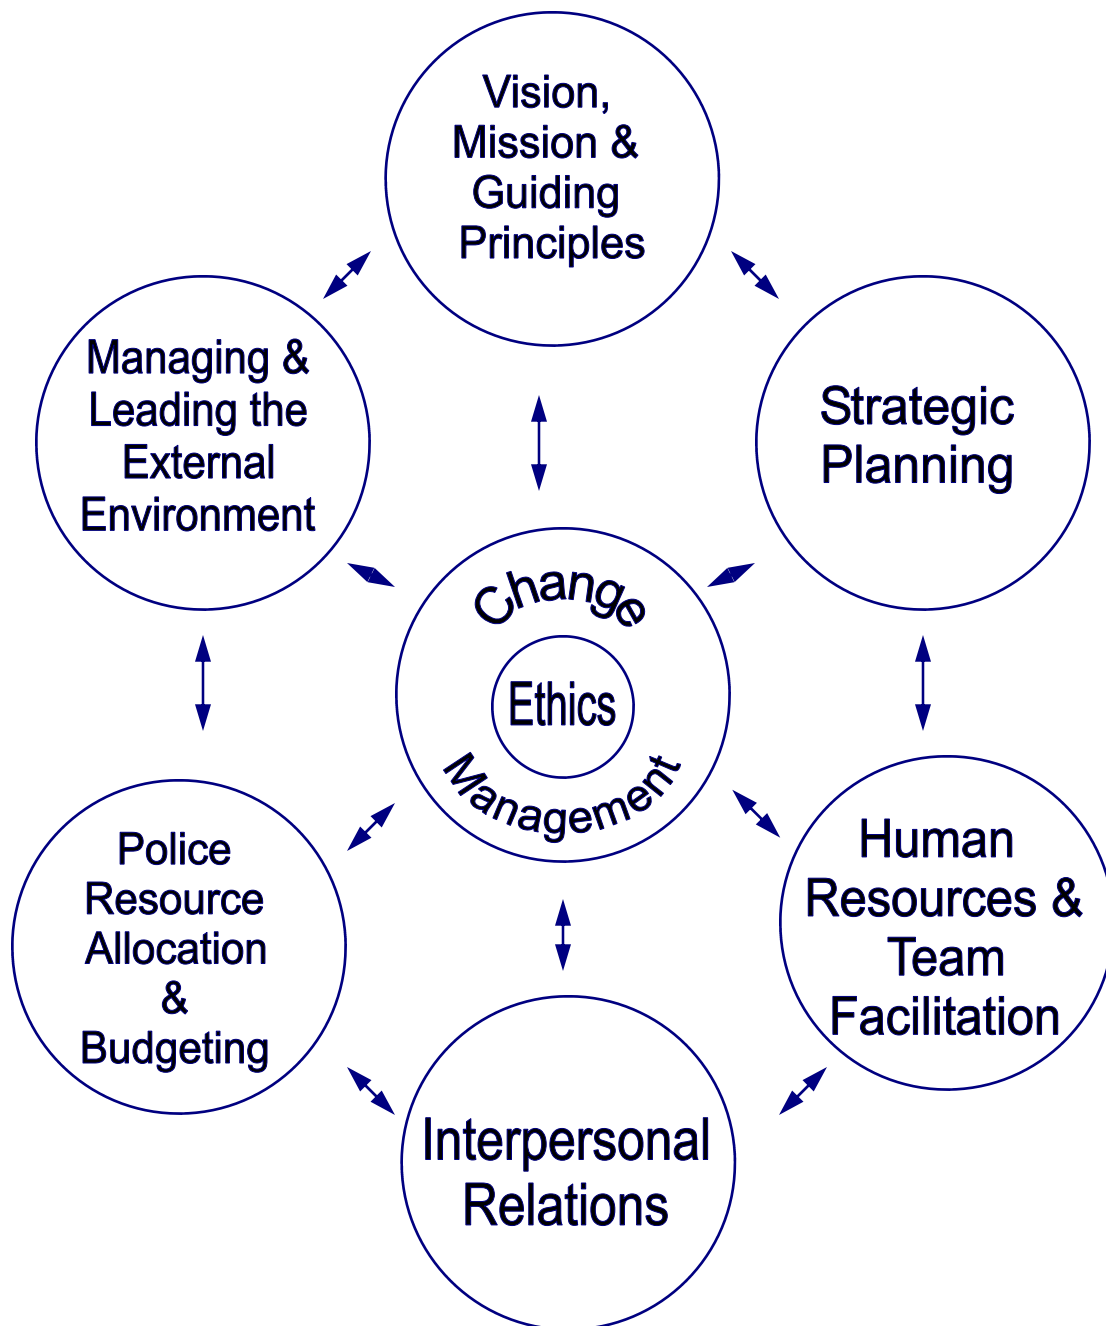 Vision,
Mission &
Guiding
Principles
Managing &
Leading the
External
Environment
Strategic
Planning
Change
Ethics
Management
Police
Resource
Allocation
&
Budgeting
Human
Resources &
Team
Facilitation
Interpersonal
Relations